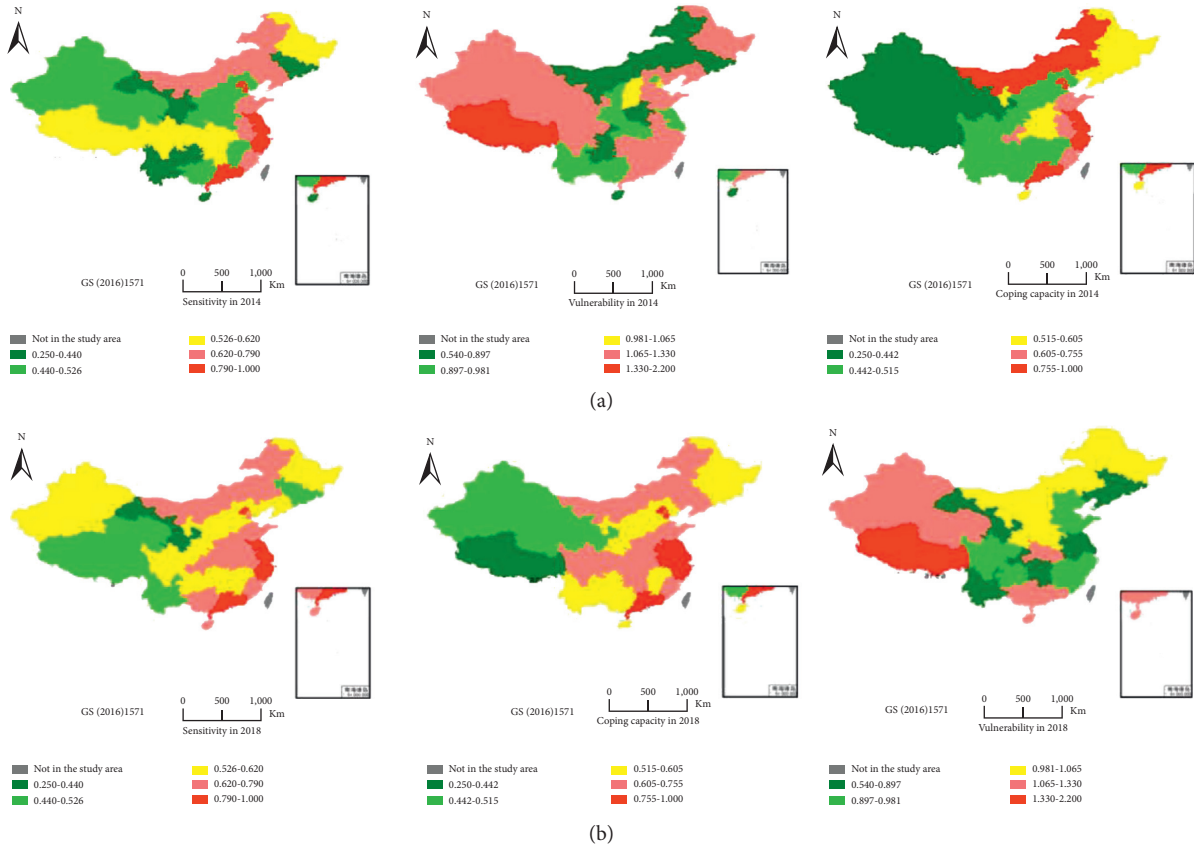 N
N
N
GS (2016)1571
0 500 1,000
Km
Sensitivity in 2014
GS (2016)1571
0 500 1,000
Km
Vulnerability in 2014
GS (2016)1571
0 500 1,000
Km
Coping capacity in 2014
Not in the study area
0.250-0.440
0.440-0.526
0.526-0.620
0.620-0.790
0.790-1.000
Not in the study area
0.540-0.897
0.897-0.981
0.981-1.065
1.065-1.330
1.330-2.200
Not in the study area
0.250-0.442
0.442-0.515
0.515-0.605
0.605-0.755
0.755-1.000
(a)
N
N
N
GS (2016)1571
0 500 1,000
Km
Sensitivity in 2018
GS (2016)1571
0 500 1,000
Km
Coping capacity in 2018
GS (2016)1571
0 500 1,000
Km
Vulnerability in 2018
Not in the study area
0.250-0.440
0.440-0.526
0.526-0.620
0.620-0.790
0.790-1.000
Not in the study area
0.250-0.442
0.442-0.515
0.515-0.605
0.605-0.755
0.755-1.000
Not in the study area
0.540-0.897
0.897-0.981
0.981-1.065
1.065-1.330
1.330-2.200
(b)